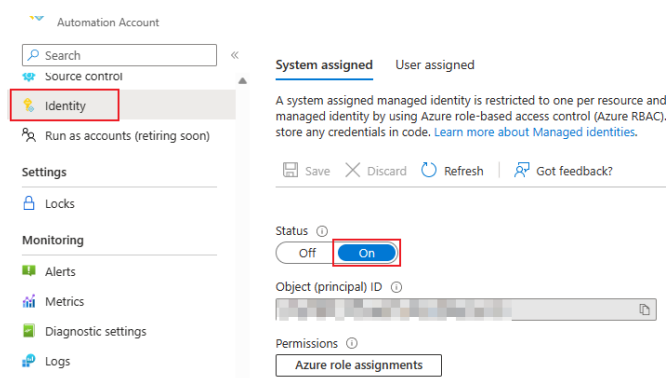 Automation Account
Search
«
Source control
Identity
Run as accounts (retiring soon)
Settings
Locks
Monitoring
Alerts
Metrics
Diagnostic settings
Logs
System assigned User assigned
A system assigned managed identity is restricted to one per resource and
managed identity by using Azure role-based access control (Azure RBAC).
store any credentials in code. Learn more about Managed identities.
Save Discard Refresh Got feedback?
Status
Off On
Object (principal) ID
Permissions
Azure role assignments